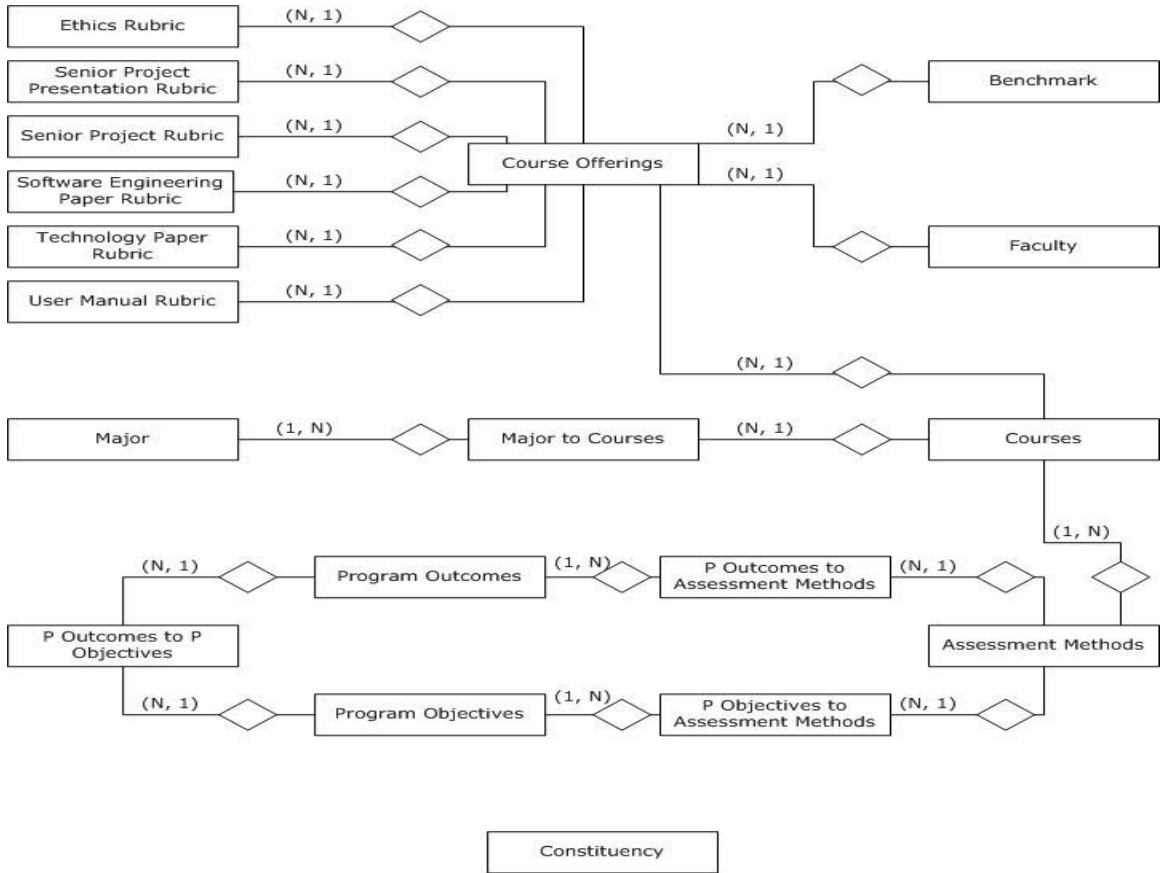 Ethics Rubric
(N, 1)
Senior Project
Presentation Rubric
(N, 1)
Benchmark
Senior Project Rubric
(N, 1)
(N, 1)
Course Offerings
Software Engineering
Paper Rubric
(N, 1)
(N, 1)
Technology Paper
Rubric
(N, 1)
Faculty
User Manual Rubric
(N, 1)
(N, 1)
Major
(1, N)
Major to Courses
(N, 1)
Courses
(1, N)
(N, 1)
Program Outcomes
(1, N)
P Outcomes to
Assessment Methods
(N, 1)
P Outcomes to P
Objectives
Assessment Methods
(N, 1)
Program Objectives
(1, N)
P Objectives to
Assessment Methods
(N, 1)
Constituency